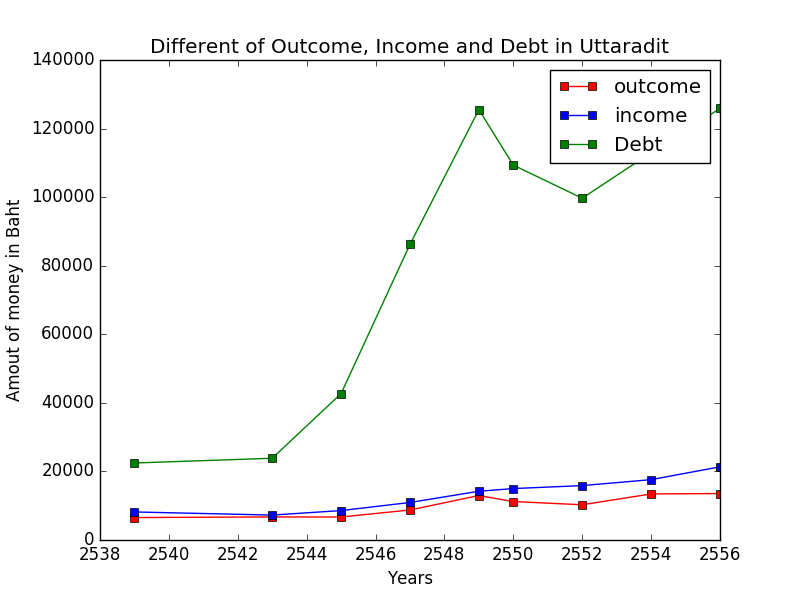 Different of Outcome, Income and Debt in Uttaradit
140000
120000
100000
80000
60000
40000
20000
0
Amout of money in Baht
outcome
income
Debt
2538 2540 2542 2544 2546 2548 2550 2552 2554 2556
Years